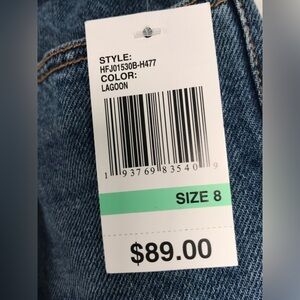 STYLE:
HFJ01530B-H477
COLOR:
LAGOON
1 93769 83540 9
SIZE 8
$89.00